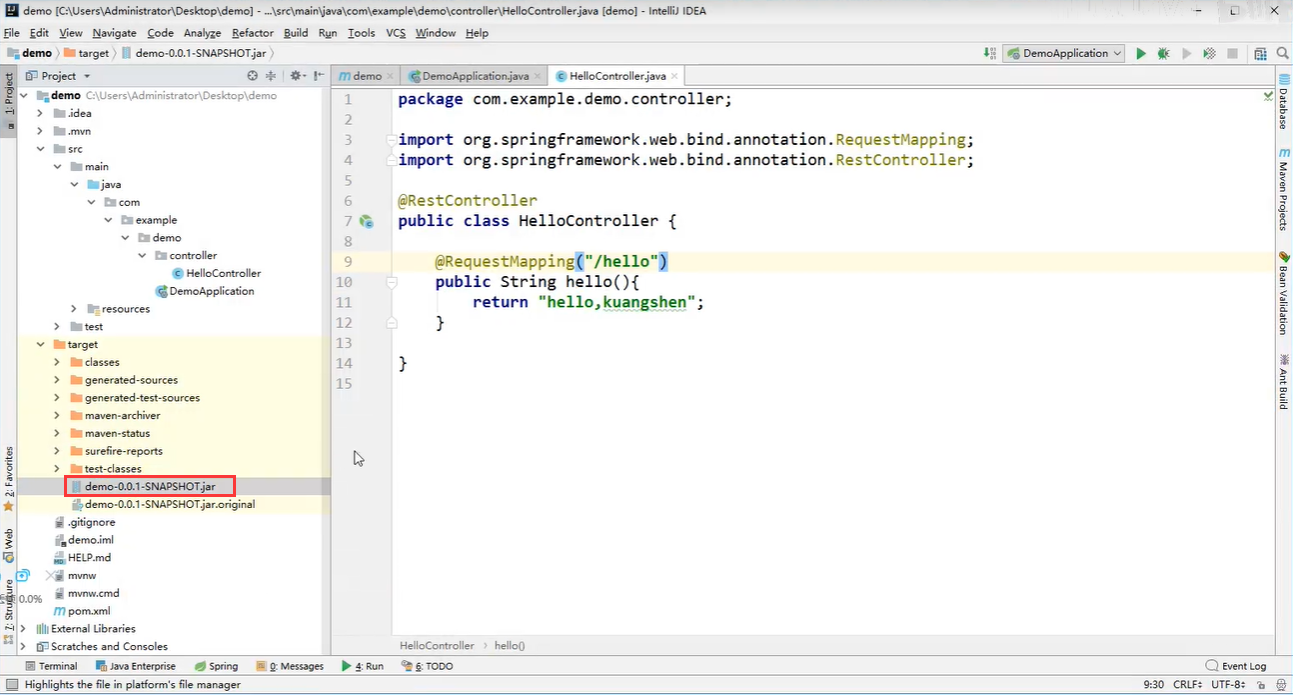 demo [C:\Users\Administrator\Desktop\demo] - ...\src\main\java\com\example\demo\controller\HelloController.java [demo] - IntelliJ IDEA
File Edit View Navigate Code Analyze Refactor Build Run Tools VCS Window Help
demo target demo-0.0.1-SNAPSHOT.jar DemoApplication
Project
m demo DemoApplication.java HelloController.java
1: Project
2: Favorites
Web
7: Structure
demo C:\Users\Administrator\Desktop\demo
.idea
.mvn
src
main
java
com
example
demo
controller
HelloController
DemoApplication
resources
test
target
classes
generated-sources
generated-test-sources
maven-archiver
maven-status
surefire-reports
test-classes
demo-0.0.1-SNAPSHOT.jar
demo-0.0.1-SNAPSHOT.jar.original
.gitignore
demo.iml
HELP.md
mvnw
mvnw.cmd
0.0%
m pom.xml
External Libraries
Scratches and Consoles
1 package com.example.demo.controller;
2
3 import org.springframework.web.bind.annotation.RequestMapping;
4 import org.springframework.web.bind.annotation.RestController;
5
6 @RestController
7 public class HelloController {
8
9 @RequestMapping("/hello")
10 public String hello(){
11 return "hello,kuangshen";
12 }
13
14 }
15
HelloController hello()
Database
m Maven Projects
Bean Validation
Ant Build
Terminal Java Enterprise Spring 0: Messages 4: Run 6: TODO Event Log
Highlights the file in platform's file manager 9:30 CRLF UTF-8